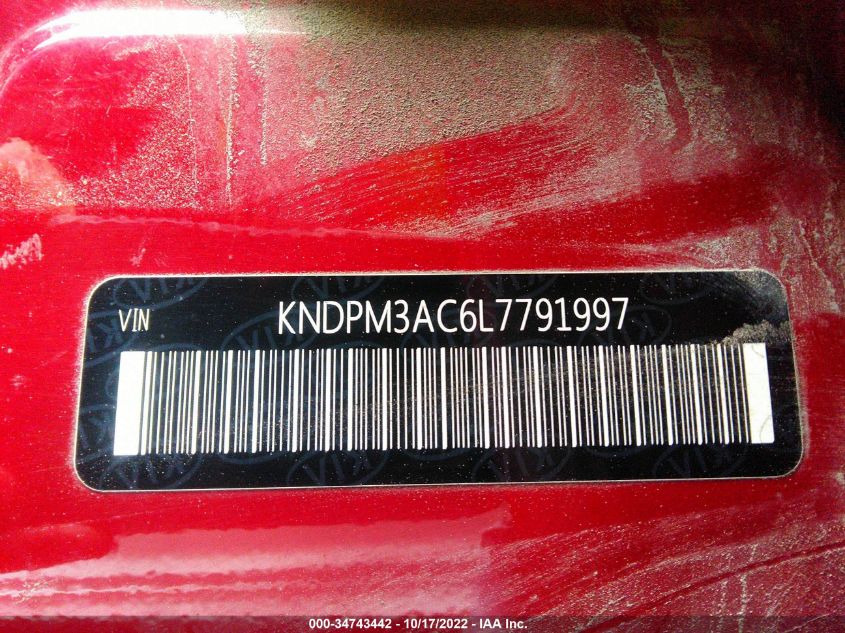 VIN KNDPM3AC6L7791997
000-34743442 - 10/17/2022 - IAA Inc.